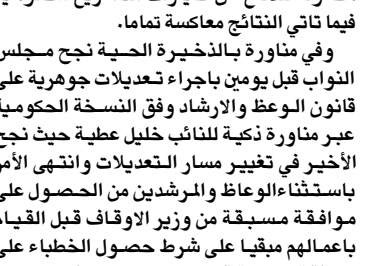 فيما تاتي النتائج معاكسة تماما.
وفي مناورة بالذخيرة الحية نجح مجلس
النواب قبل يومين باجراء تعديلات جوهرية على
قانون الوعظ والارشاد وفق النسخة الحكومية
عبر مناورة ذكية للنائب خليل عطية حيث نجح
الأخير في تغيير مسار التعديلات وانتهى الأمر
باستثناءالوعاظ والمرشدين من الحصول على
موافقة مسبقة من وزير الاوقاف قبل القيام
باعمالهم مبقيا على شرط حصول الخطباء على